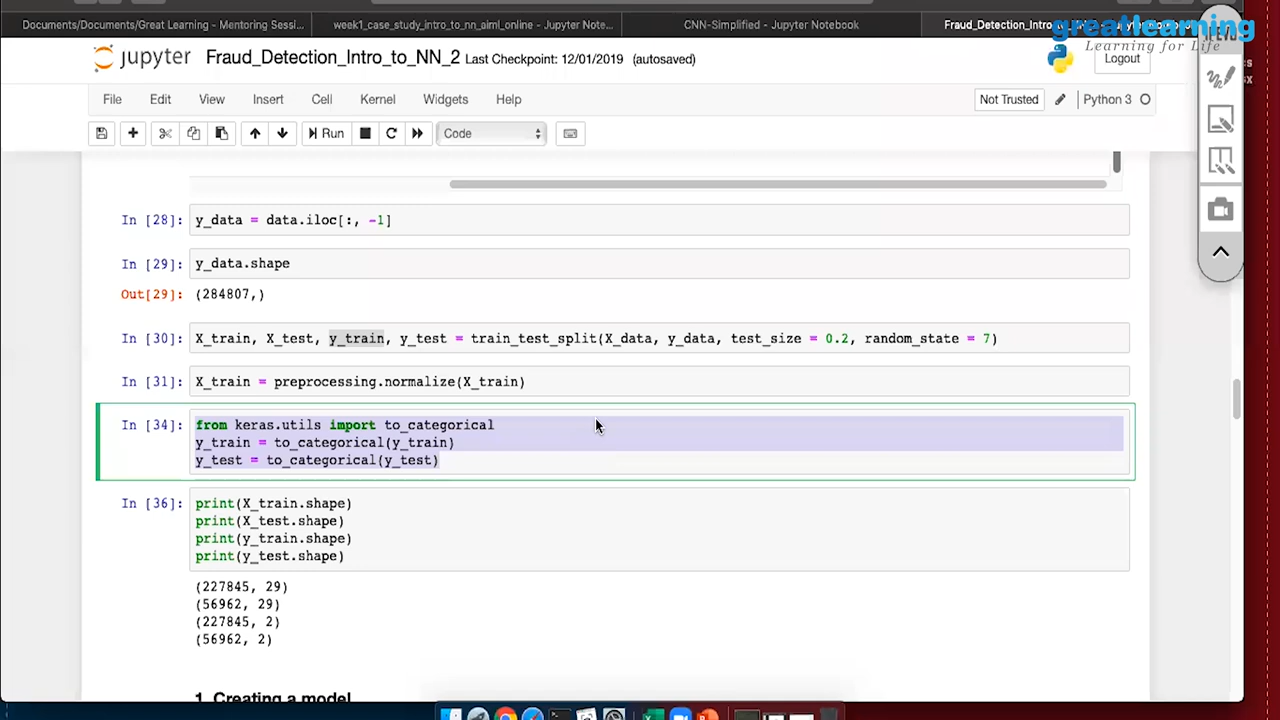 Documents/Documents/Great Learning - Mentoring Sessi...
week1_case_study_intro_to_nn_aiml_online - Jupyter Note...
CNN-Simplified - Jupyter Notebook
Fraud_Detection_Intro_to_NN_2
greatlearning
Learning for Life
jupyter
Fraud_Detection_Intro_to_NN_2 Last Checkpoint: 12/01/2019 (autosaved)
Logout
File Edit View Insert Cell Kernel Widgets Help
Not Trusted
Python 3
Run
Code
In [28]: y_data = data.iloc[:, -1]
In [29]: y_data.shape
Out[29]: (284807,)
In [30]: X_train, X_test, y_train, y_test = train_test_split(X_data, y_data, test_size = 0.2, random_state = 7)
In [31]: X_train = preprocessing.normalize(X_train)
In [34]: from keras.utils import to_categorical
y_train = to_categorical(y_train)
y_test = to_categorical(y_test)
In [36]: print(X_train.shape)
print(X_test.shape)
print(y_train.shape)
print(y_test.shape)
(227845, 29)
(56962, 29)
(227845, 2)
(56962, 2)
1. Creating a model